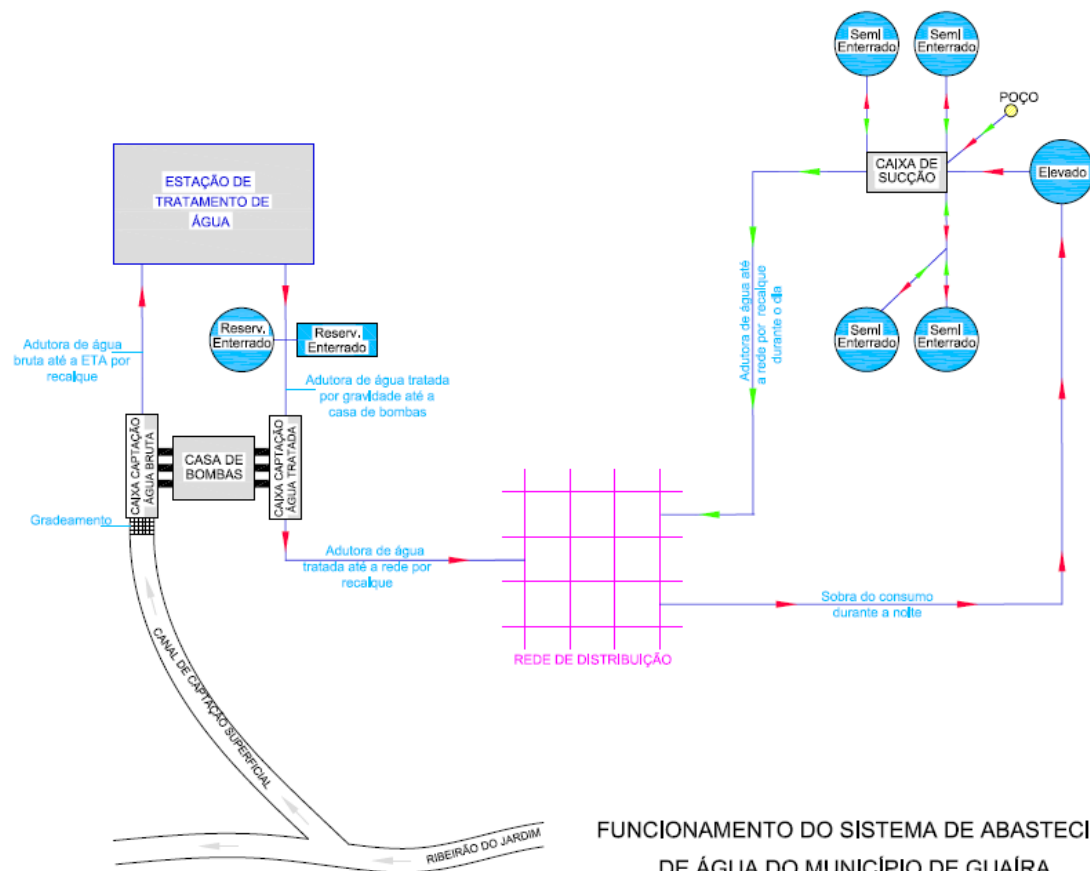 Semi
Enterrado
Semi
Enterrado
POÇO
CAIXA DE
SUCÇÃO
Elevado
ESTAÇÃO DE
TRATAMENTO DE
ÁGUA
Adutora de água até
a rede por recalque
durante o dia
Reserv.
Enterrado
Reserv.
Enterrado
Semi
Enterrado
Semi
Enterrado
Adutora de água
bruta até a ETA por
recalque
Adutora de água tratada
por gravidade até a
casa de bombas
CAIXA CAPTAÇÃO
ÁGUA BRUTA
CASA DE
BOMBAS
CAIXA CAPTAÇÃO
ÁGUA TRATADA
Gradeamento
Adutora de água
tratada até a rede por
recalque
Sobra do consumo
durante a noite
REDE DE DISTRIBUIÇÃO
CANAL DE CAPTAÇÃO SUPERFICIAL
RIBEIRÃO DO JARDIM
FUNCIONAMENTO DO SISTEMA DE ABASTECI
DE ÁGUA DO MUNICÍPIO DE GUAÍRA